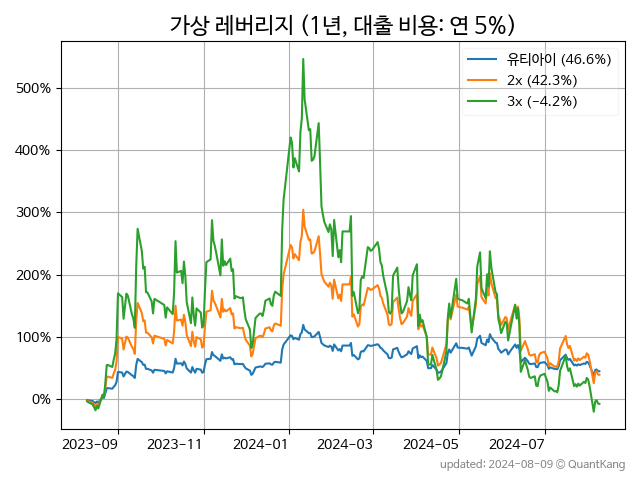 가상 레버리지 (1년, 대출 비용: 연 5%)
유티아이 (46.6%)
2x (42.3%)
3x (-4.2%)
500%
400%
300%
200%
100%
0%
2023-09 2023-11 2024-01 2024-03 2024-05 2024-07
updated: 2024-08-09 © QuantKang